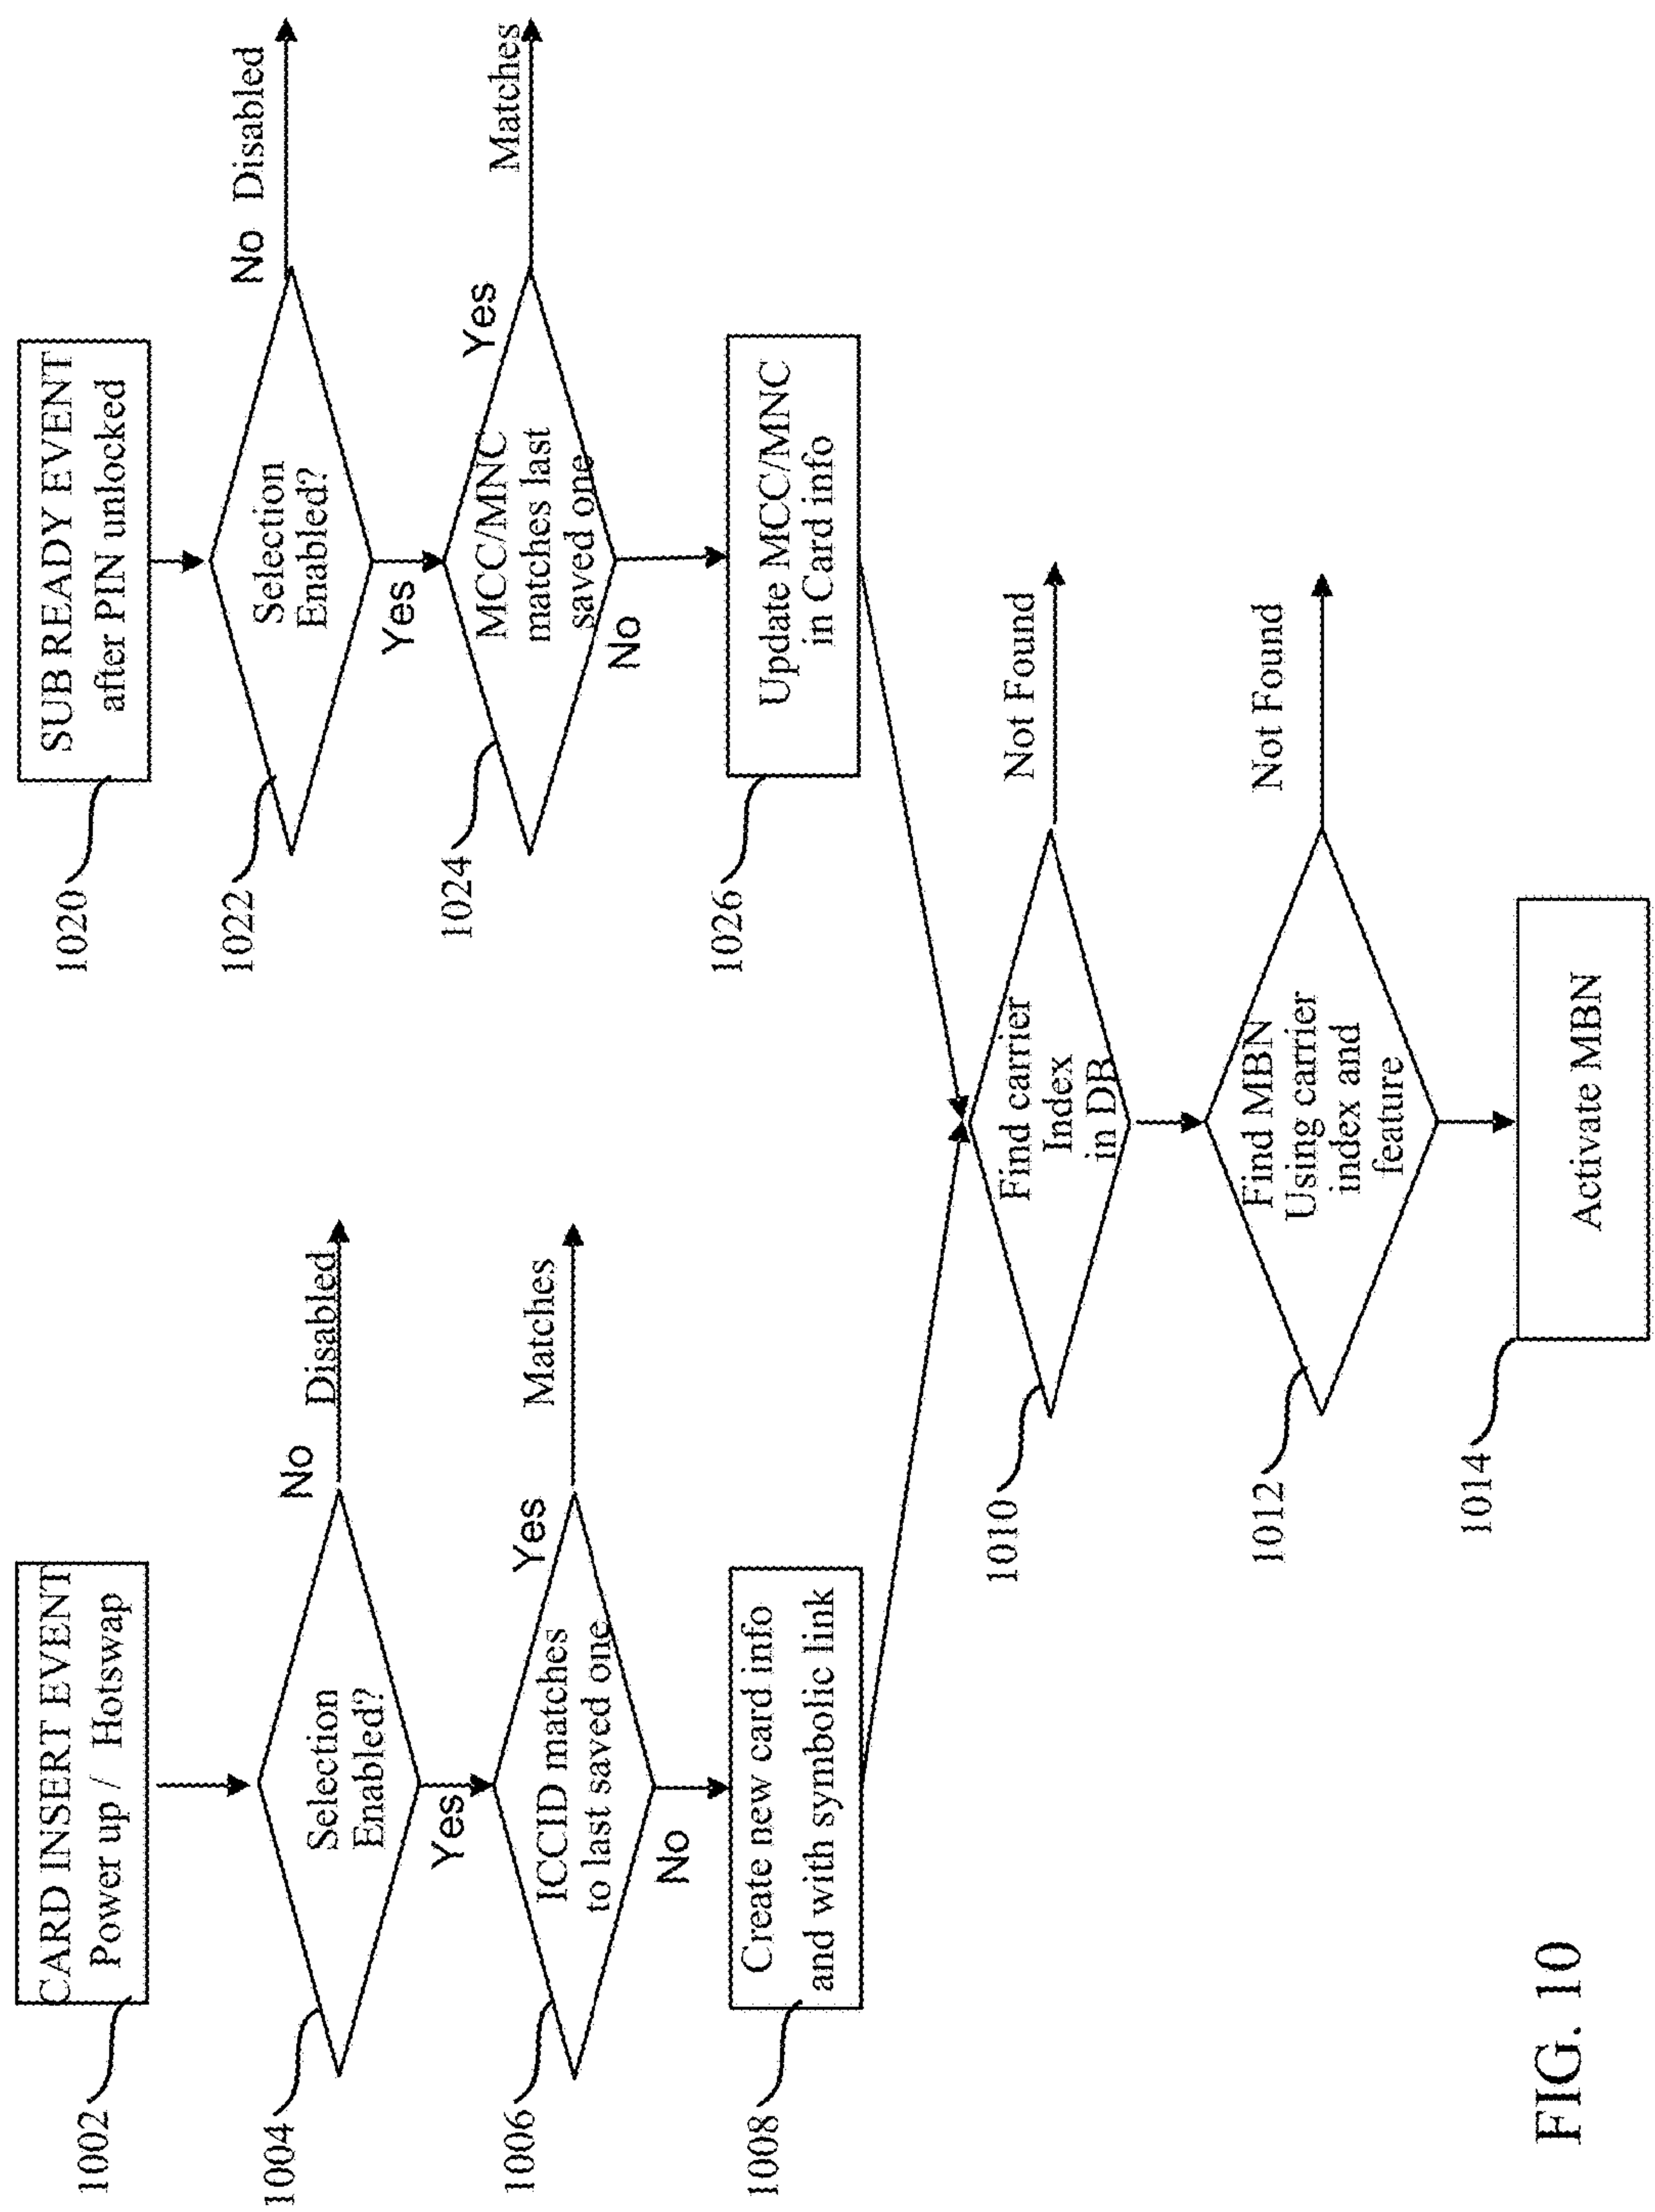 1002
CARD INSERT EVENT
Power up / Hotswap
1004
Selection
Enabled?
No
Disabled
Yes
1006
ICCID matches
to last saved one
Yes
Matches
No
1008
Create new card info
and with symbolic link
1020
SUB READY EVENT
after PIN unlocked
1022
Selection
Enabled?
No Disabled
Yes
1024
MCC/MNC
matches last
saved one
Yes
Matches
No
1026
Update MCC/MNC
in Card info
1010
Find carrier
Index
in DB
Not Found
1012
Find MBN
Using carrier
index and
feature
Not Found
1014
Activate MBN
FIG. 10